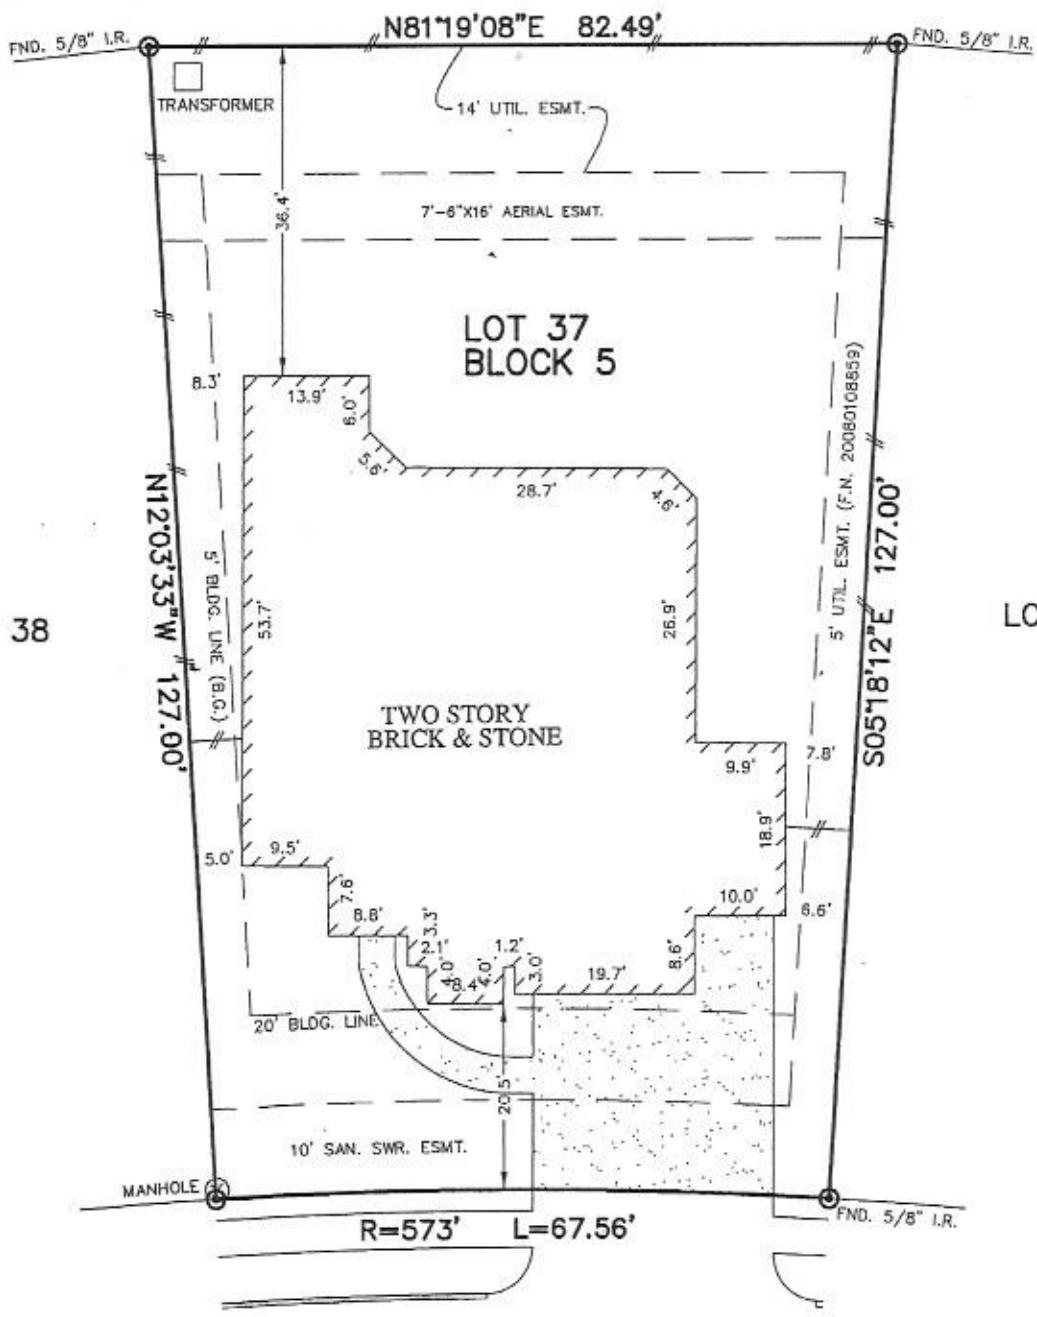 N81°19'08"E 82.49'
FND. 5/8" I.R.
FND. 5/8" I.R.
TRANSFORMER
14' UTIL. ESMT.
36.4'
7'-6"X16' AERIAL ESMT.
LOT 37
BLOCK 5
8.3'
13.9'
6.0'
5.6'
28.7'
4.6'
5' UTIL. ESMT. (F.N. 20080108859)
N12°03'33"W 127.00'
5' BLDG. LINE (B.G.)
53.7'
26.9'
S05°18'12"E 127.00'
38
LO
TWO STORY
BRICK & STONE
9.9'
7.8'
18.9'
5.0'
9.5'
7.6'
8.8'
3.3'
2.1'
4.0'
8.4'
4.0'
1.2'
3.0'
19.7'
8.6'
10.0'
6.6'
20' BLDG. LINE
20.5'
10' SAN. SWR. ESMT.
MANHOLE
FND. 5/8" I.R.
R=573' L=67.56'